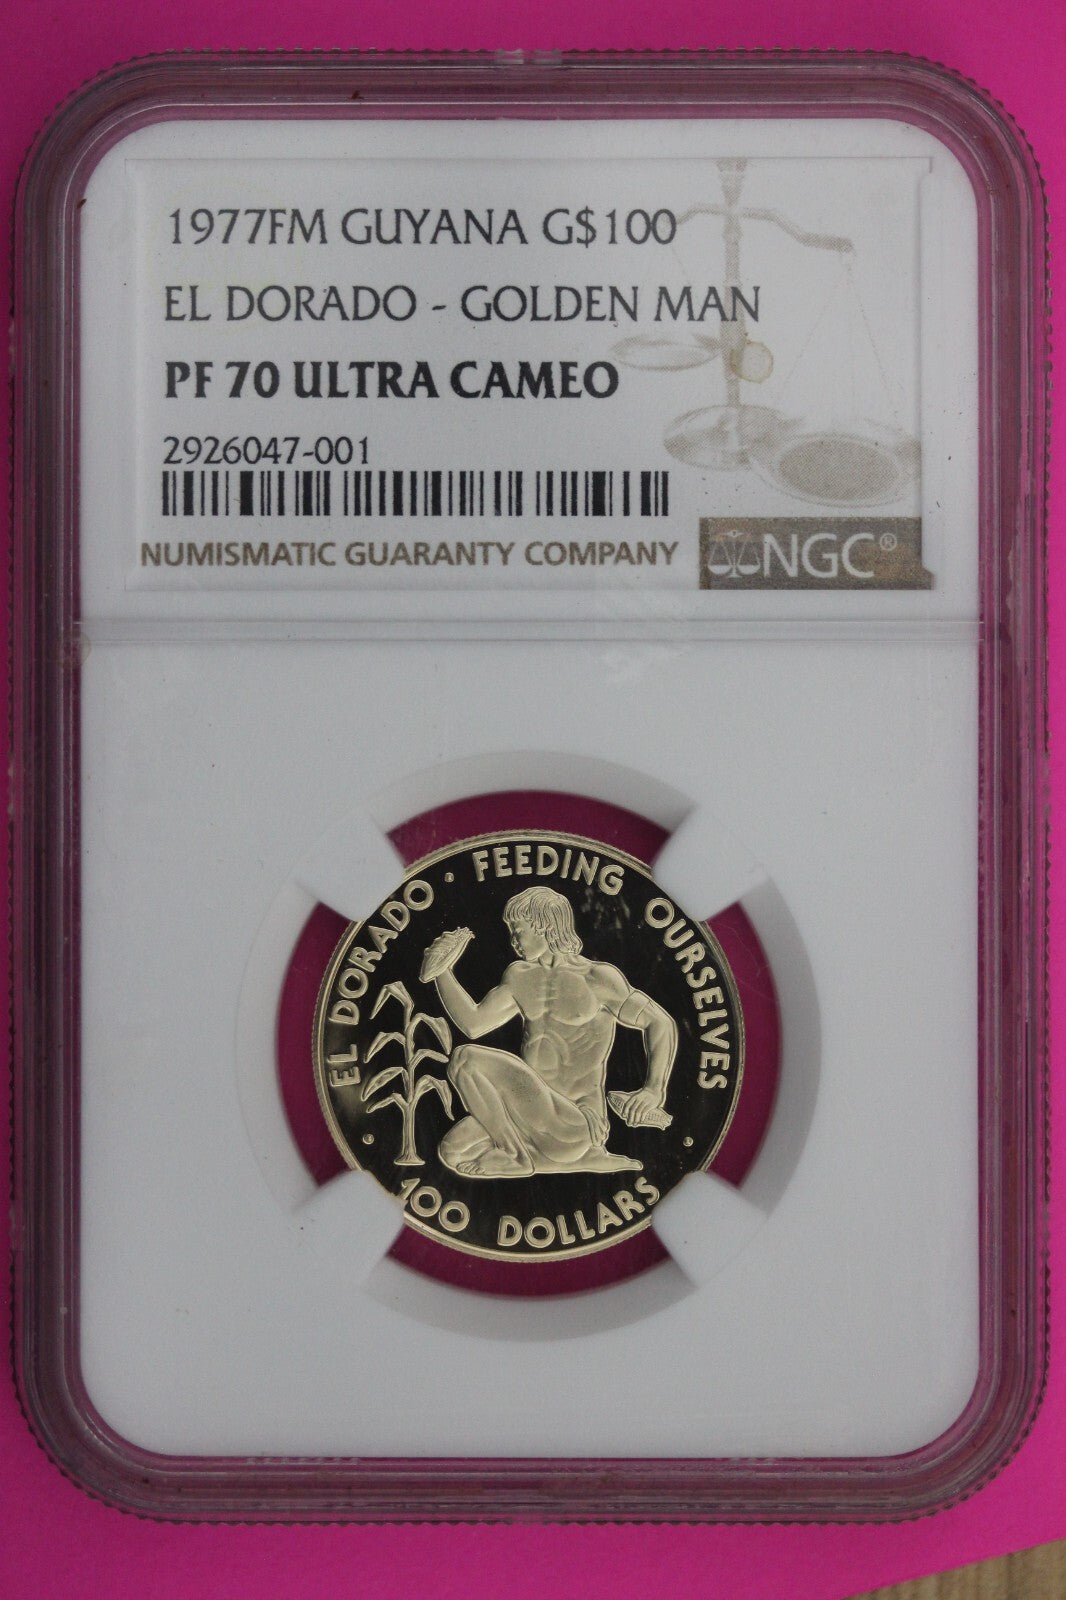 1977FM GUYANA G$100
EL DORADO - GOLDEN MAN
PF 70 ULTRA CAMEO
2926047-001
NUMISMATIC GUARANTY COMPANY
NGC®
EL DORADO · FEEDING OURSELVES
100 DOLLARS